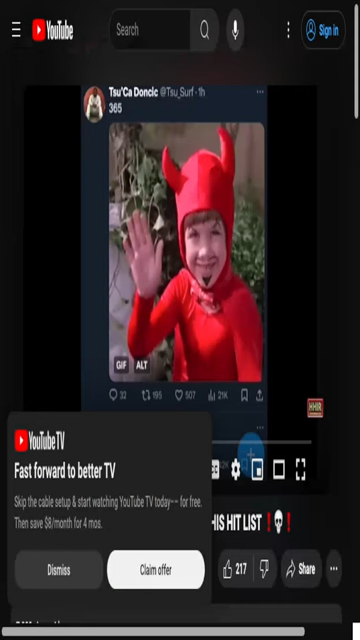 YouTube
Search
Sign in
Tsu'Ca Doncic @Tsu_Surf · 1h
365
GIF
ALT
32
195
507
21K
HHIR
YouTube TV
Fast forward to better TV
Skip the cable setup & start watching YouTube TV today~~ for free.
Then save $8/month for 4 mos.
HIS HIT LIST ❗💀❗
Dismiss
Claim offer
217
Share